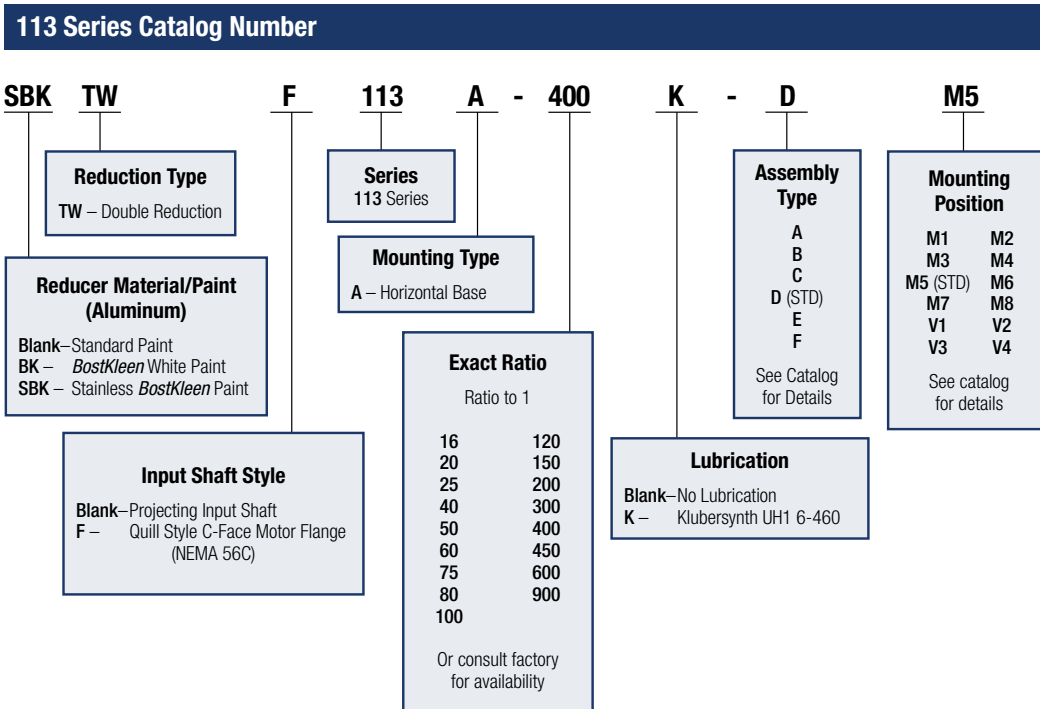 113 Series Catalog Number
SBK TW F 113 A - 400 K - D M5
Reduction Type
TW – Double Reduction
Series
113 Series
Assembly
Type
A
B
C
D (STD)
E
F
See Catalog
for Details
Mounting
Position
M1 M2
M3 M4
M5 (STD) M6
M7 M8
V1 V2
V3 V4
See catalog
for details
Mounting Type
A – Horizontal Base
Reducer Material/Paint
(Aluminum)
Blank–Standard Paint
BK – BostKleen White Paint
SBK – Stainless BostKleen Paint
Exact Ratio
Ratio to 1
16 120
20 150
25 200
40 300
50 400
60 450
75 600
80 900
100
Or consult factory
for availability
Input Shaft Style
Blank–Projecting Input Shaft
F – Quill Style C-Face Motor Flange
(NEMA 56C)
Lubrication
Blank–No Lubrication
K – Klubersynth UH1 6-460